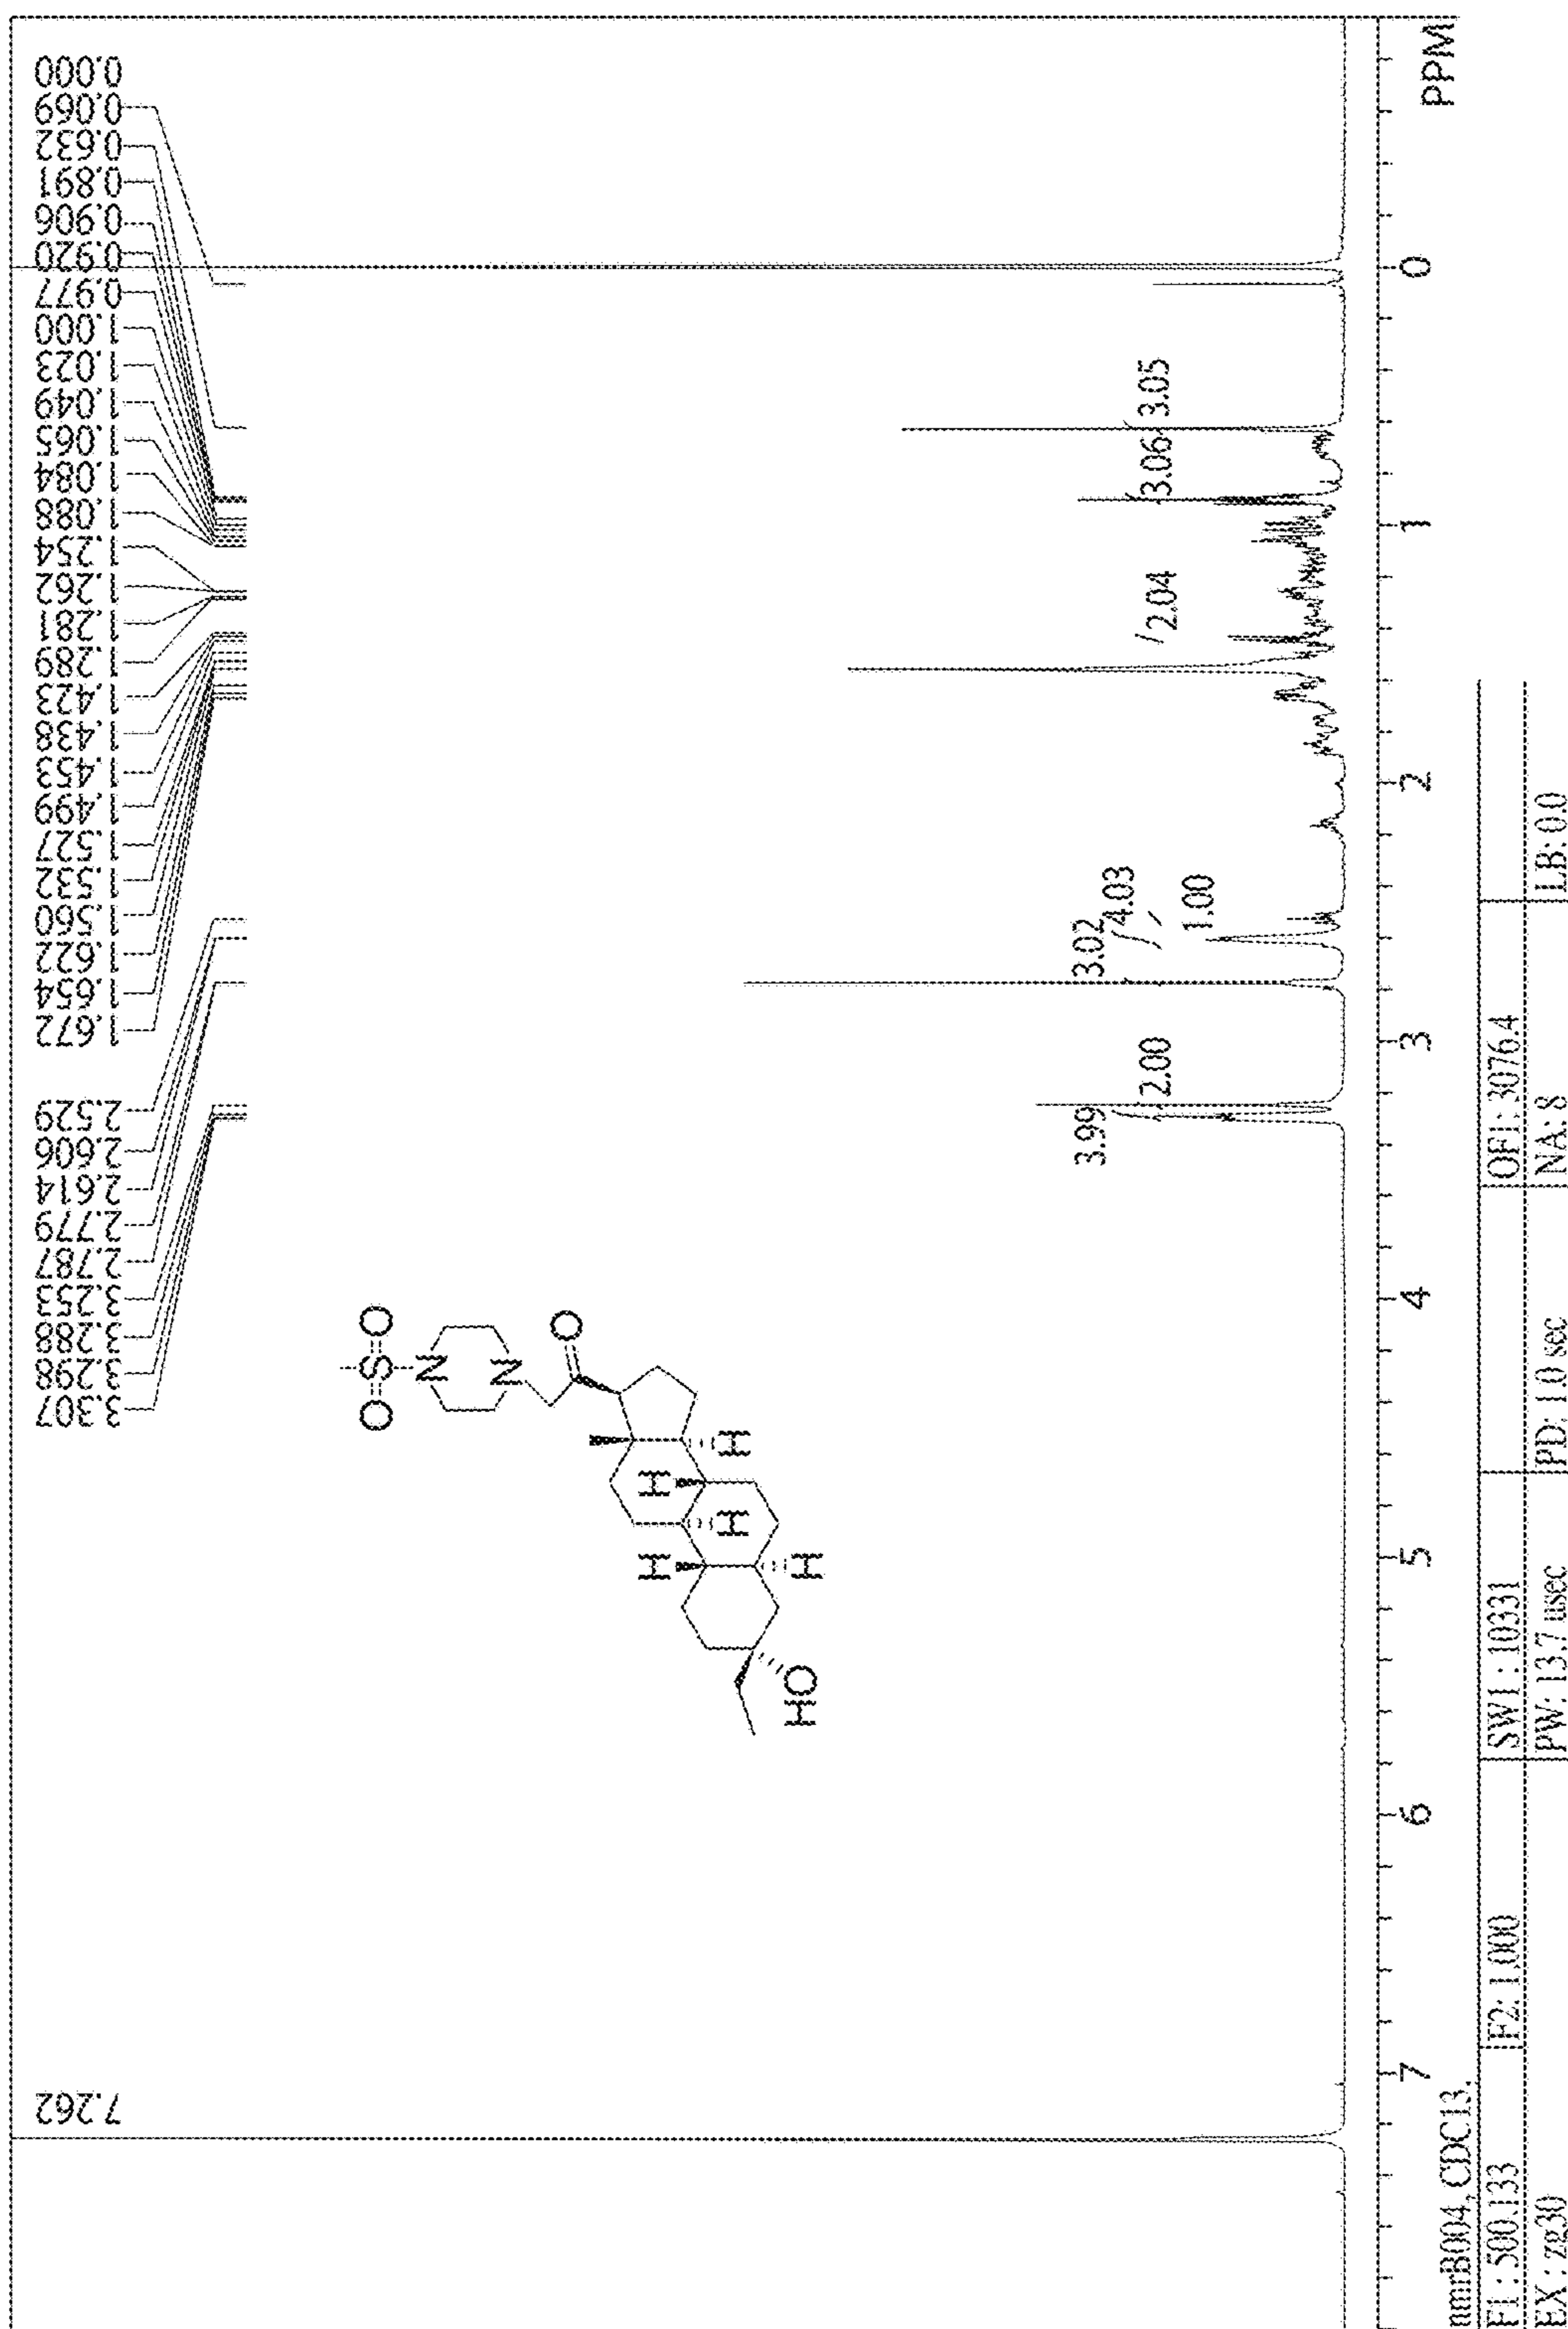 7.262
3.307
3.298
3.288
3.253
2.787
2.779
2.614
2.606
2.529
1.672
1.654
1.622
1.560
1.532
1.527
1.499
1.453
1.438
1.423
1.289
1.281
1.262
1.254
1.088
1.084
1.065
1.049
1.023
1.000
0.977
0.920
0.906
0.891
0.632
0.069
0.000
O
S
O
N
N
O
H
H
H
H
H
HO
3.99
2.00
3.02
4.03
1.00
2.04
3.06
3.05
7
6
5
4
3
2
1
0
PPM
nmrB004, CDC13.
F1 : 500.133
F2: 1.000
SW1 : 10331
OF1: 3076.4
EX : zg30
PW: 13.7 usec
PD: 1.0 sec
NA: 8
LB: 0.0